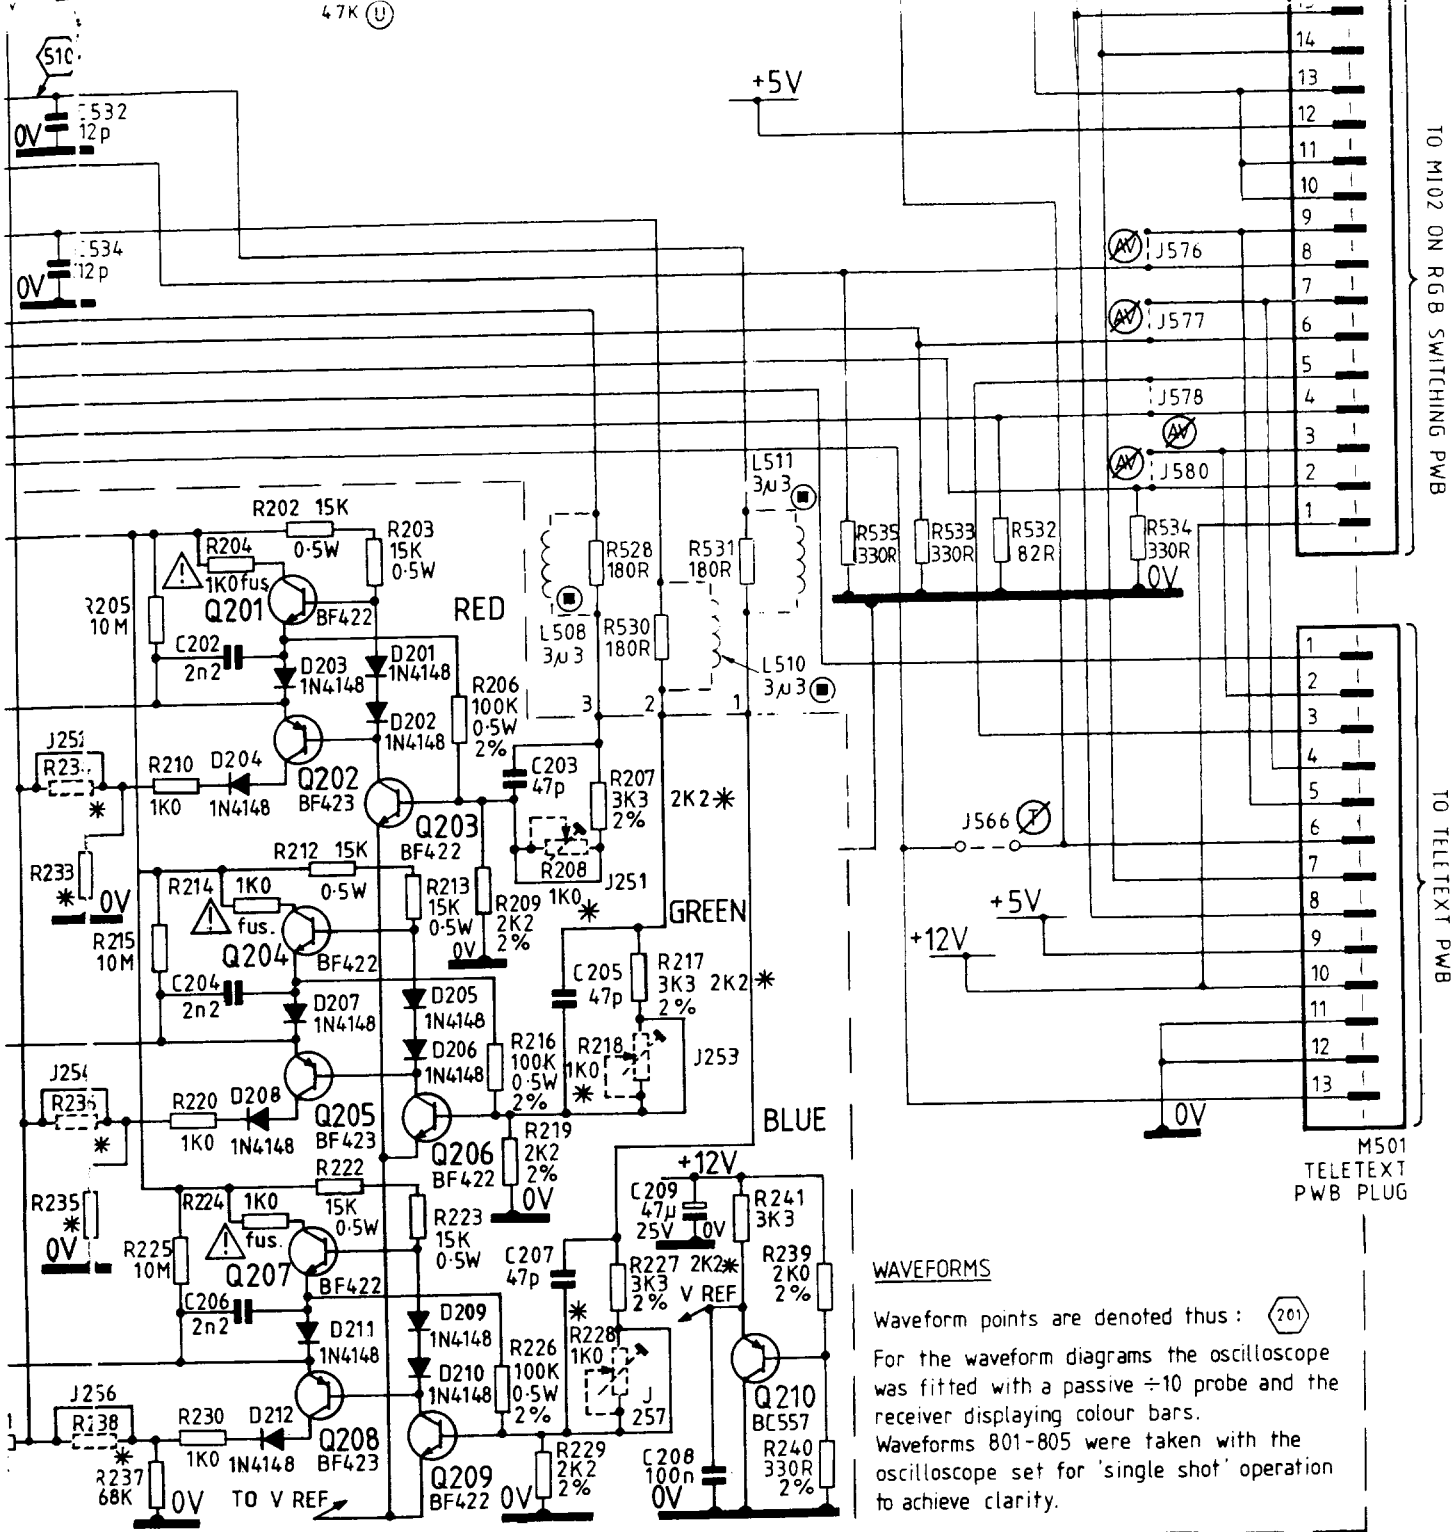 47K U
510
0V
C532
12p
+5V
14
13
12
11
10
9
8
7
6
5
4
3
2
1
TO M102 ON RGB SWITCHING PWB
C534
12p
0V
AV
J576
AV
J577
J578
AV
AV
J580
L511
3µ3
R202 15K
0·5W
R203
15K
0·5W
R204
1K0 fus.
Q201
BF422
RED
R205
10M
C202
2n2
D203
1N4148
D201
1N4148
D202
1N4148
R206
100K
0·5W
2%
L508
3µ3
R528
180R
R530
180R
R531
180R
L510
3µ3
R535
330R
R533
330R
R532
82R
R534
330R
0V
3
2
1
J252
R210
1K0
D204
1N4148
Q202
BF423
Q203
BF422
C203
47p
R207
3K3
2%
2K2*
R208
1K0
*
J251
R233
*
0V
R212 15K
0·5W
R213
15K
0·5W
R209
2K2
2%
0V
R214
1K0
fus.
Q204
BF422
R215
10M
C204
2n2
D207
1N4148
D205
1N4148
D206
1N4148
R216
100K
0·5W
2%
GREEN
C205
47p
R217
3K3
2%
2K2*
R218
1K0
*
J253
J254
*
R220
1K0
D208
1N4148
Q205
BF423
Q206
BF422
R219
2K2
2%
0V
BLUE
R235
*
0V
R222
15K
0·5W
R223
15K
0·5W
R224
1K0
fus.
Q207
BF422
R225
10M
C206
2n2
D211
1N4148
D209
1N4148
D210
1N4148
R226
100K
0·5W
2%
C207
47p
*
R227
3K3
2%
2K2*
R228
1K0
J
257
+12V
C209
47µ
25V
0V
R241
3K3
R239
2K0
2%
V REF
Q210
BC557
R240
330R
2%
C208
100n
0V
J256
R238
*
R230
1K0
D212
1N4148
Q208
BF423
Q209
BF422
R229
2K2
2%
0V
R237
68K
0V
TO V REF
J566 T
+5V
+12V
0V
1
2
3
4
5
6
7
8
9
10
11
12
13
TO TELETEXT PWB
M501
TELETEXT
PWB PLUG
WAVEFORMS
Waveform points are denoted thus : 201
For the waveform diagrams the oscilloscope
was fitted with a passive ÷10 probe and the
receiver displaying colour bars.
Waveforms 801-805 were taken with the
oscilloscope set for 'single shot' operation
to achieve clarity.